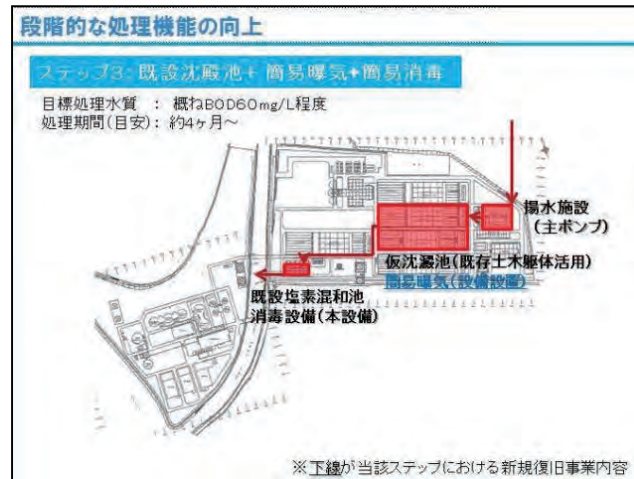 段階的な処理機能の向上
ステップ3：既設沈殿池＋簡易曝気＋簡易消毒
目標処理水質 ： 概ねBOD60mg/L程度
処理期間(目安)： 約4ヶ月～
揚水施設
(主ポンプ)
仮沈澱池(既存土木躯体活用)
簡易曝気(設備設置)
既設塩素混和池
消毒設備(本設備)
※下線が当該ステップにおける新規復旧事業内容